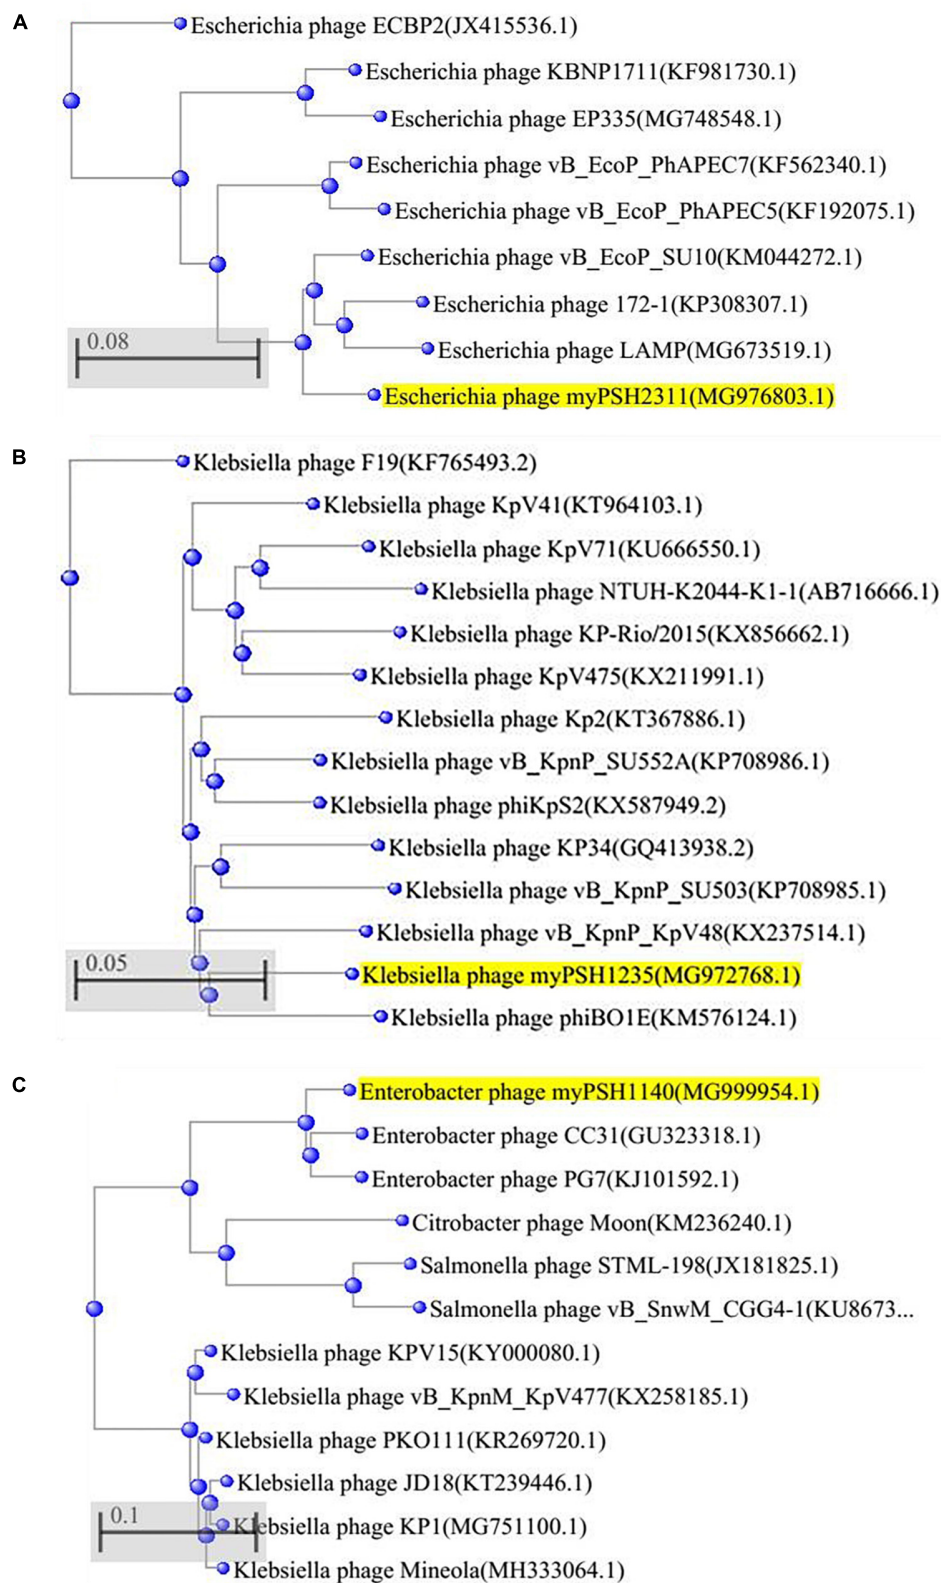 A
Escherichia phage ECBP2(JX415536.1)
Escherichia phage KBNP1711(KF981730.1)
Escherichia phage EP335(MG748548.1)
Escherichia phage vB_EcoP_PhAPEC7(KF562340.1)
Escherichia phage vB_EcoP_PhAPEC5(KF192075.1)
Escherichia phage vB_EcoP_SU10(KM044272.1)
Escherichia phage 172-1(KP308307.1)
0.08
Escherichia phage LAMP(MG673519.1)
Escherichia phage myPSH2311(MG976803.1)
B
Klebsiella phage F19(KF765493.2)
Klebsiella phage KpV41(KT964103.1)
Klebsiella phage KpV71(KU666550.1)
Klebsiella phage NTUH-K2044-K1-1(AB716666.1)
Klebsiella phage KP-Rio/2015(KX856662.1)
Klebsiella phage KpV475(KX211991.1)
Klebsiella phage Kp2(KT367886.1)
Klebsiella phage vB_KpnP_SU552A(KP708986.1)
Klebsiella phage phiKpS2(KX587949.2)
Klebsiella phage KP34(GQ413938.2)
Klebsiella phage vB_KpnP_SU503(KP708985.1)
Klebsiella phage vB_KpnP_KpV48(KX237514.1)
0.05
Klebsiella phage myPSH1235(MG972768.1)
Klebsiella phage phiBO1E(KM576124.1)
C
Enterobacter phage myPSH1140(MG999954.1)
Enterobacter phage CC31(GU323318.1)
Enterobacter phage PG7(KJ101592.1)
Citrobacter phage Moon(KM236240.1)
Salmonella phage STML-198(JX181825.1)
Salmonella phage vB_SnwM_CGG4-1(KU8673...
Klebsiella phage KPV15(KY000080.1)
Klebsiella phage vB_KpnM_KpV477(KX258185.1)
Klebsiella phage PKO111(KR269720.1)
Klebsiella phage JD18(KT239446.1)
0.1
Klebsiella phage KP1(MG751100.1)
Klebsiella phage Mineola(MH333064.1)